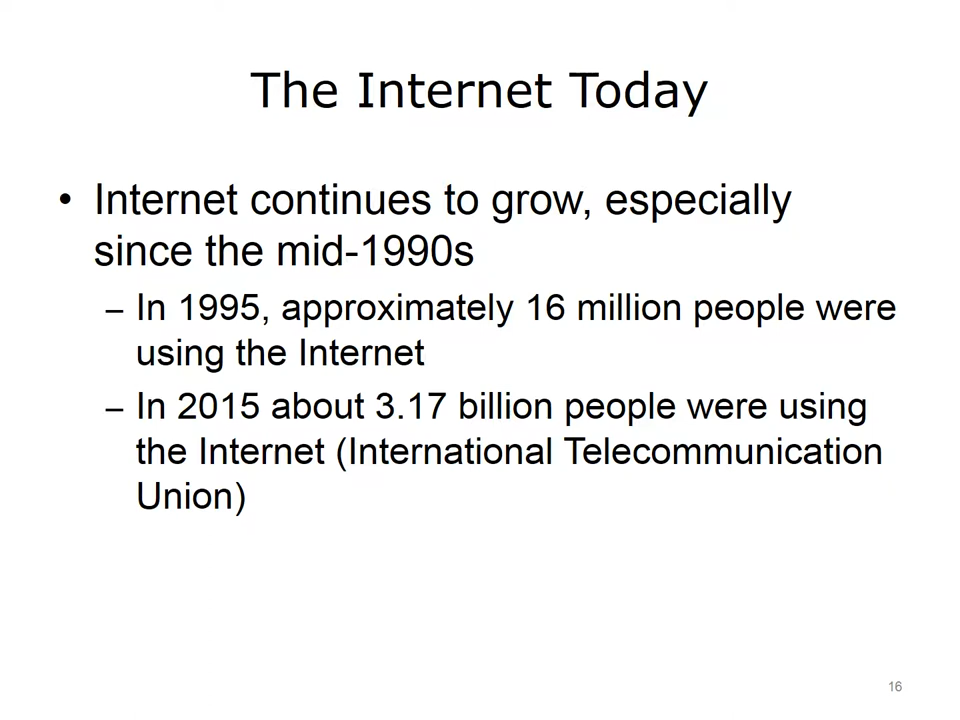 The Internet Today
• Internet continues to grow, especially
since the mid-1990s
– In 1995, approximately 16 million people were
using the Internet
– In 2015 about 3.17 billion people were using
the Internet (International Telecommunication
Union)
16